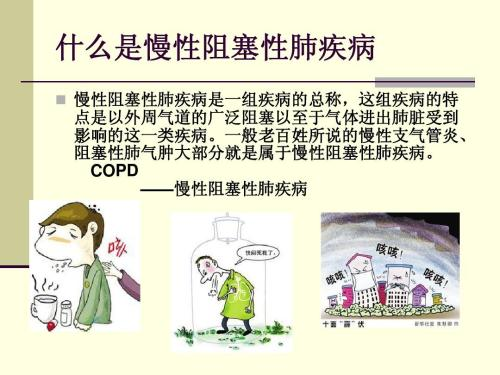 什么是慢性阻塞性肺疾病
慢性阻塞性肺疾病是一组疾病的总称，这组疾病的特
点是以外周气道的广泛阻塞以至于气体进出肺脏受到
影响的这一类疾病。一般老百姓所说的慢性支气管炎、
阻塞性肺气肿大部分就是属于慢性阻塞性肺疾病。
COPD
——慢性阻塞性肺疾病
快闷死我了。
咳咳！
咳咳！
咳咳！
十面“霾”伏